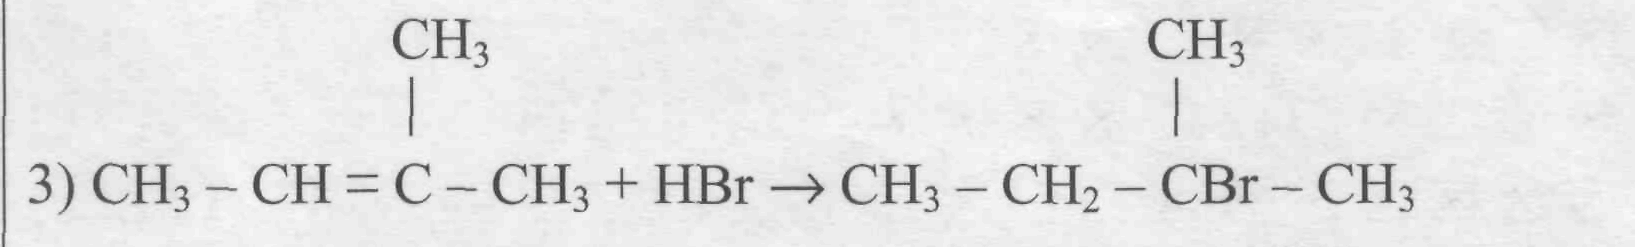 CH₃ CH₃
| |
3) CH₃ – CH = C – CH₃ + HBr → CH₃ – CH₂ – CBr – CH₃